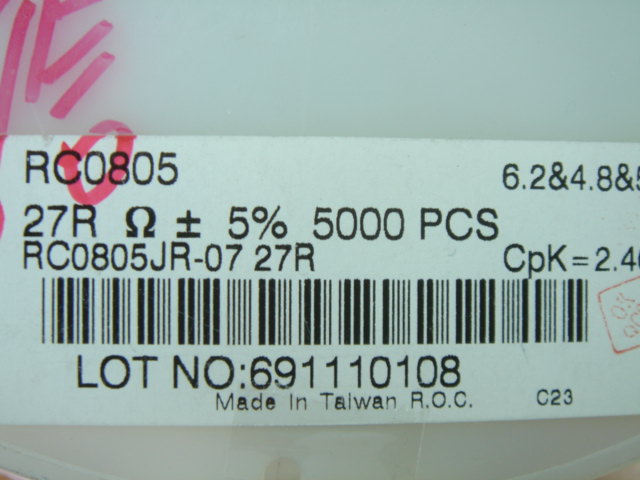 RC0805
6.2&4.8&5
27R Ω ± 5% 5000 PCS
RC0805JR-07 27R
CpK=2.4
LOT NO:691110108
Made In Taiwan R.O.C.
C23